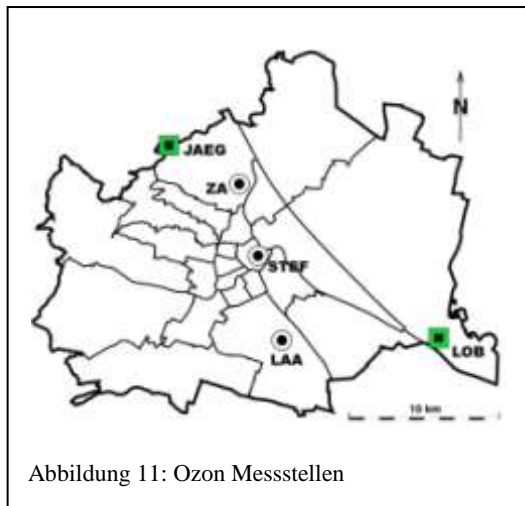 N
JAEG
ZA
STEF
LAA
LOB
10 km
Abbildung 11: Ozon Messstellen